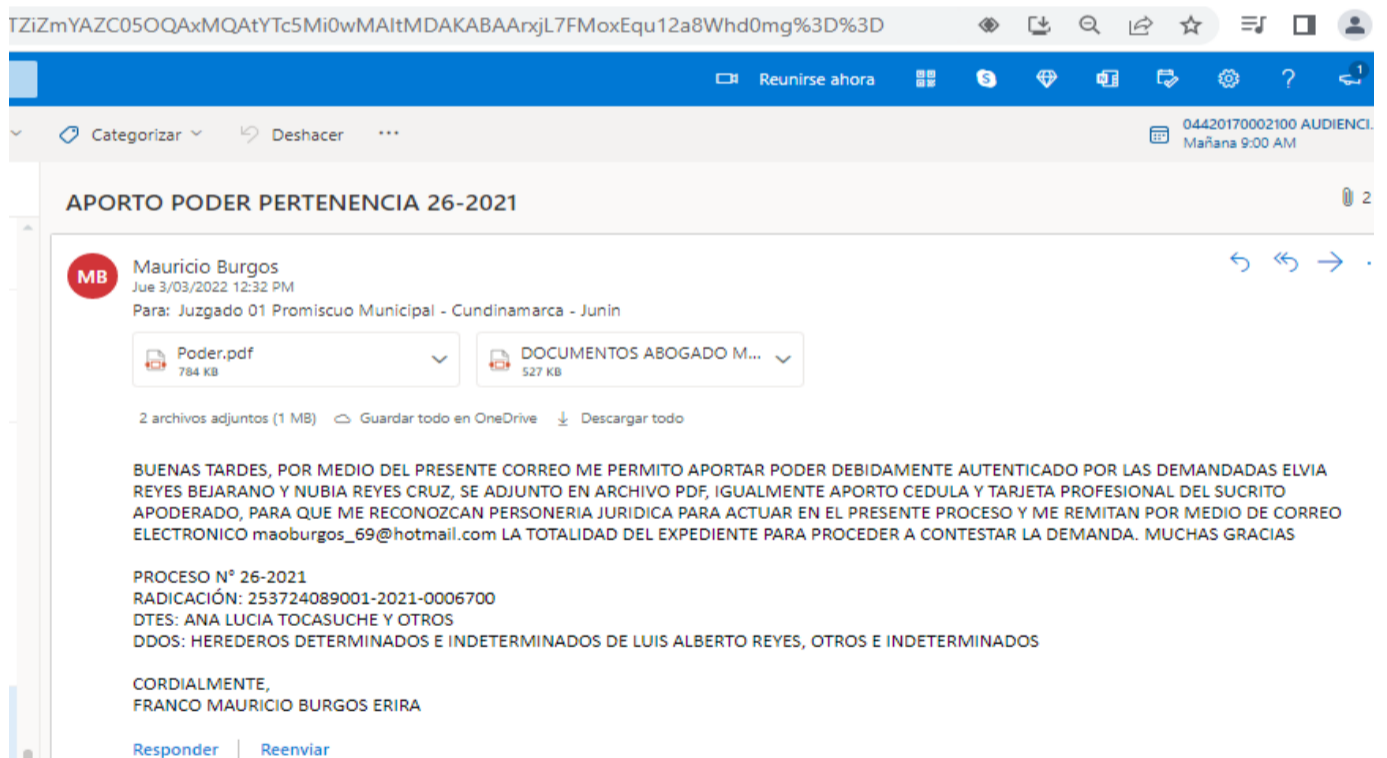 TZiZmYAZC05OQAxMQAtYTc5Mi0wMAItMDAKABAArxjL7FMoxEqu12a8Whd0mg%3D%3D
Reunirse ahora
1
Categorizar
Deshacer
04420170002100 AUDIENCI.
Mañana 9:00 AM
APORTO PODER PERTENENCIA 26-2021
2
MB
Mauricio Burgos
Jue 3/03/2022 12:32 PM
Para: Juzgado 01 Promiscuo Municipal - Cundinamarca - Junin
Poder.pdf
784 KB
DOCUMENTOS ABOGADO M...
527 KB
2 archivos adjuntos (1 MB) Guardar todo en OneDrive Descargar todo
BUENAS TARDES, POR MEDIO DEL PRESENTE CORREO ME PERMITO APORTAR PODER DEBIDAMENTE AUTENTICADO POR LAS DEMANDADAS ELVIA
REYES BEJARANO Y NUBIA REYES CRUZ, SE ADJUNTO EN ARCHIVO PDF, IGUALMENTE APORTO CEDULA Y TARJETA PROFESIONAL DEL SUCRITO
APODERADO, PARA QUE ME RECONOZCAN PERSONERIA JURIDICA PARA ACTUAR EN EL PRESENTE PROCESO Y ME REMITAN POR MEDIO DE CORREO
ELECTRONICO maoburgos_69@hotmail.com LA TOTALIDAD DEL EXPEDIENTE PARA PROCEDER A CONTESTAR LA DEMANDA. MUCHAS GRACIAS
PROCESO N° 26-2021
RADICACIÓN: 253724089001-2021-0006700
DTES: ANA LUCIA TOCASUCHE Y OTROS
DDOS: HEREDEROS DETERMINADOS E INDETERMINADOS DE LUIS ALBERTO REYES, OTROS E INDETERMINADOS
CORDIALMENTE,
FRANCO MAURICIO BURGOS ERIRA
Responder | Reenviar